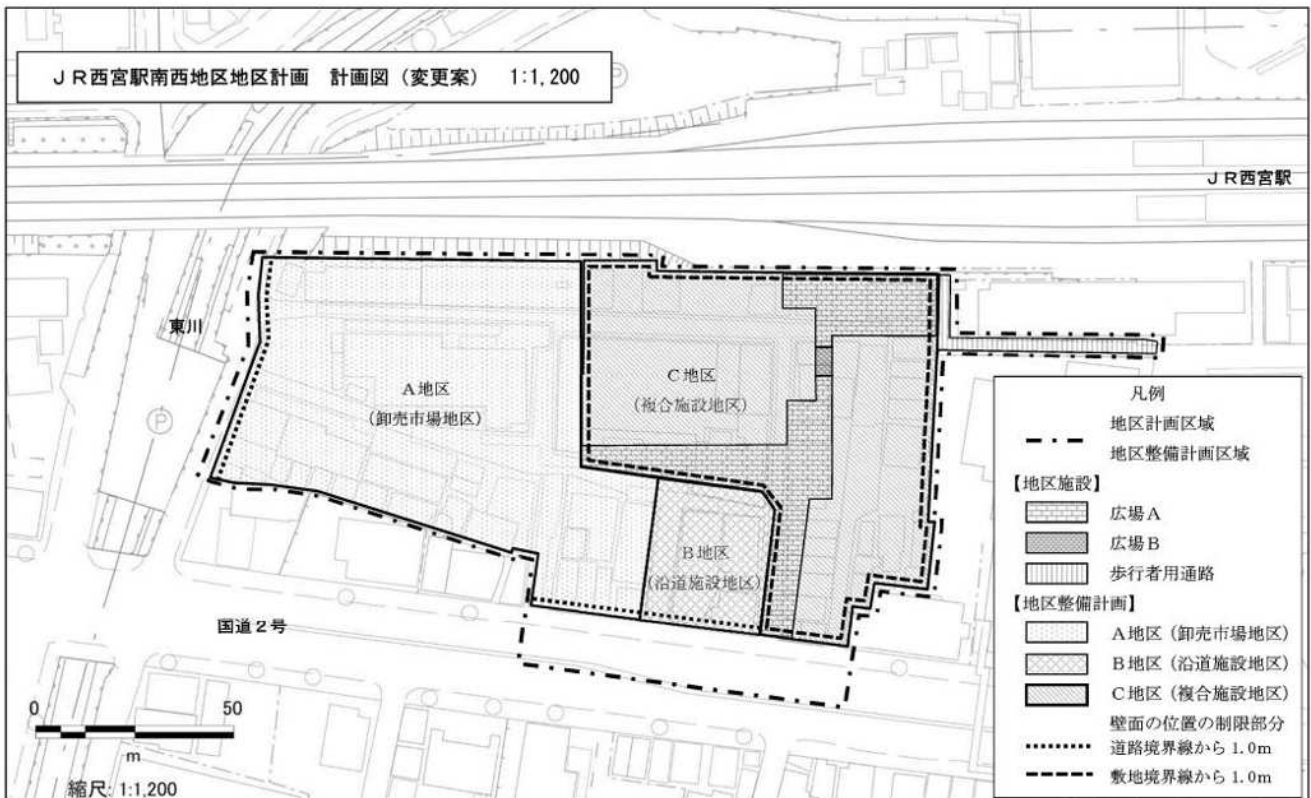 JR西宮駅南西地区地区計画　計画図（変更案）　1:1,200
P
JR西宮駅
東川
P
A地区
（卸売市場地区）
C地区
（複合施設地区）
B地区
（沿道施設地区）
国道2号
0　50
m
縮尺: 1:1,200
凡例
地区計画区域
地区整備計画区域
【地区施設】
広場A
広場B
歩行者用通路
【地区整備計画】
A地区（卸売市場地区）
B地区（沿道施設地区）
C地区（複合施設地区）
壁面の位置の制限部分
道路境界線から1.0m
敷地境界線から1.0m